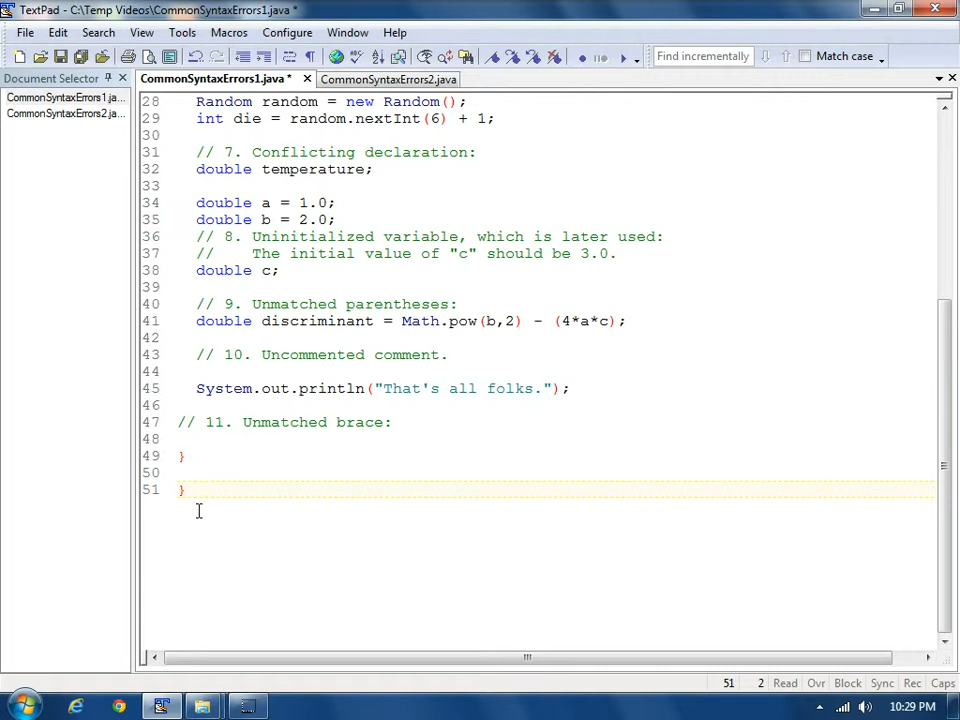 TextPad - C:\Temp Videos\CommonSyntaxErrors1.java *
File Edit Search View Tools Macros Configure Window Help
Find incrementally Match case
Document Selector
CommonSyntaxErrors1.java * CommonSyntaxErrors2.java
CommonSyntaxErrors1.ja...
CommonSyntaxErrors2.ja...
28 Random random = new Random();
29 int die = random.nextInt(6) + 1;
30
31 // 7. Conflicting declaration:
32 double temperature;
33
34 double a = 1.0;
35 double b = 2.0;
36 // 8. Uninitialized variable, which is later used:
37 // The initial value of "c" should be 3.0.
38 double c;
39
40 // 9. Unmatched parentheses:
41 double discriminant = Math.pow(b,2) - (4*a*c);
42
43 // 10. Uncommented comment.
44
45 System.out.println("That's all folks.");
46
47 // 11. Unmatched brace:
48
49 }
50
51 }
51 2 Read Ovr Block Sync Rec Caps
10:29 PM